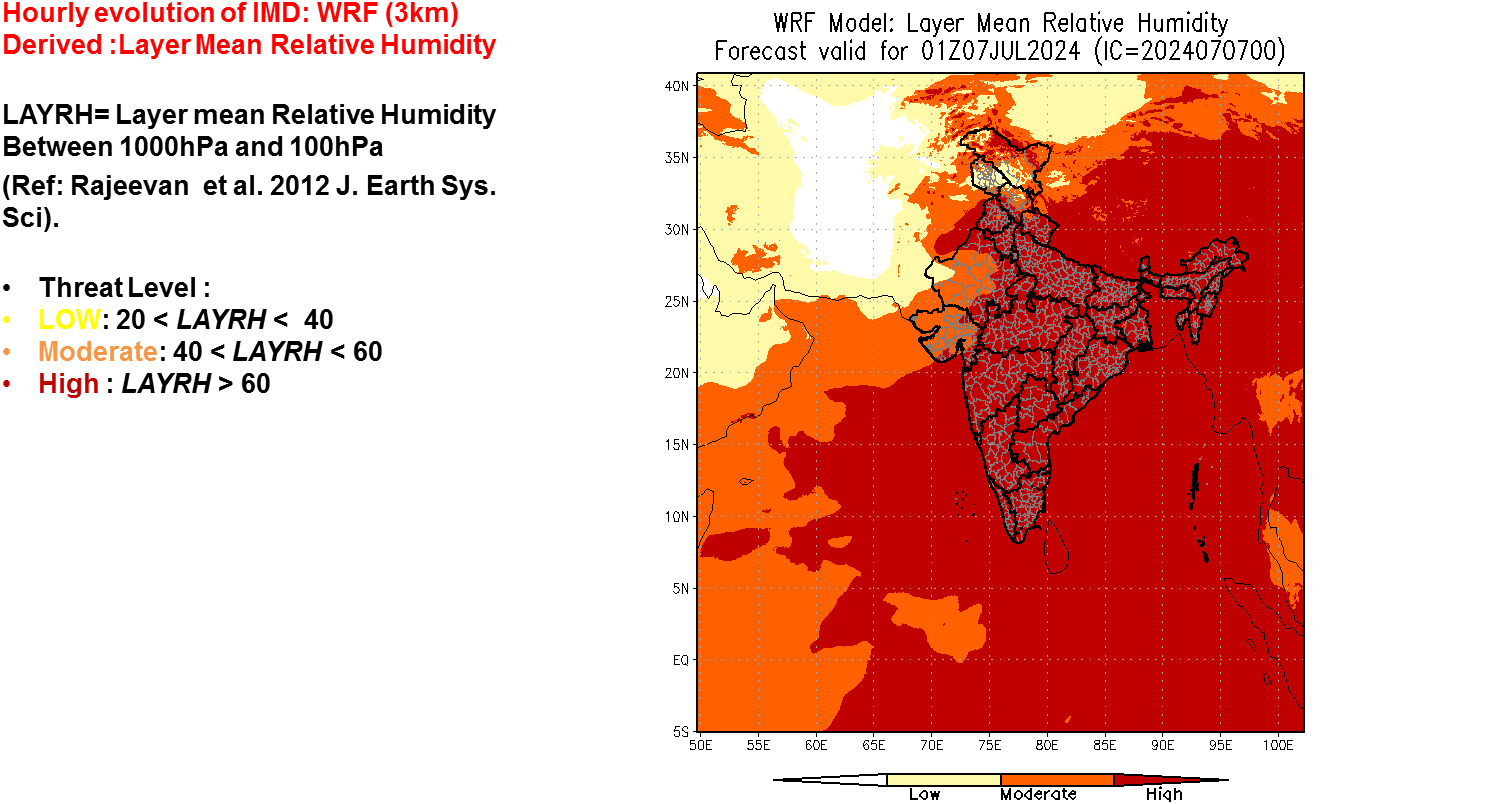 Hourly evolution of IMD: WRF (3km)
Derived :Layer Mean Relative Humidity
LAYRH= Layer mean Relative Humidity
Between 1000hPa and 100hPa
(Ref: Rajeevan et al. 2012 J. Earth Sys.
Sci).
• Threat Level :
• LOW: 20 < LAYRH < 40
• Moderate: 40 < LAYRH < 60
• High : LAYRH > 60
WRF Model: Layer Mean Relative Humidity
Forecast valid for 01Z07JUL2024 (IC=2024070700)
40N
35N
30N
25N
20N
15N
10N
5N
EQ
5S
50E 55E 60E 65E 70E 75E 80E 85E 90E 95E 100E
Low Moderate High